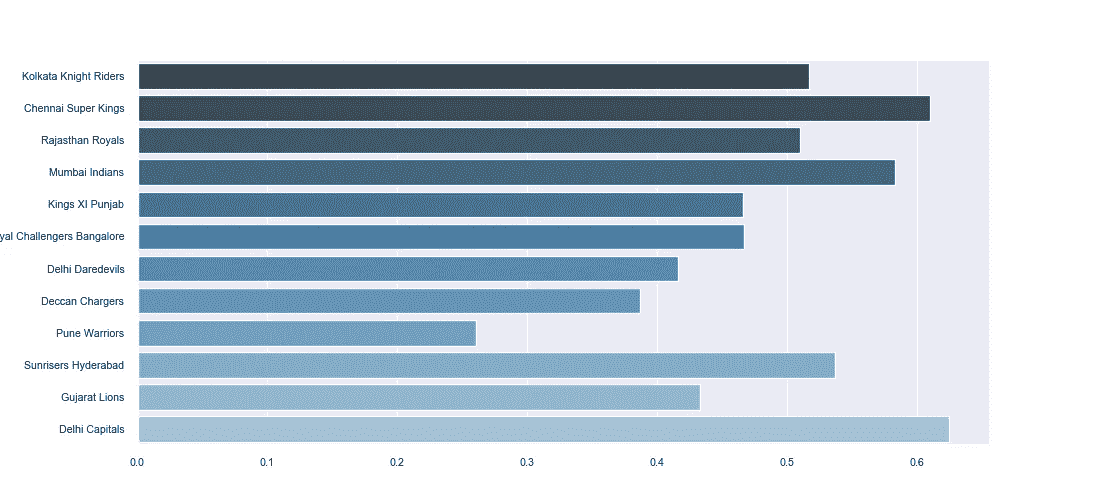 Kolkata Knight Riders
Chennai Super Kings
Rajasthan Royals
Mumbai Indians
Kings XI Punjab
yal Challengers Bangalore
Delhi Daredevils
Deccan Chargers
Pune Warriors
Sunrisers Hyderabad
Gujarat Lions
Delhi Capitals
0.0 0.1 0.2 0.3 0.4 0.5 0.6